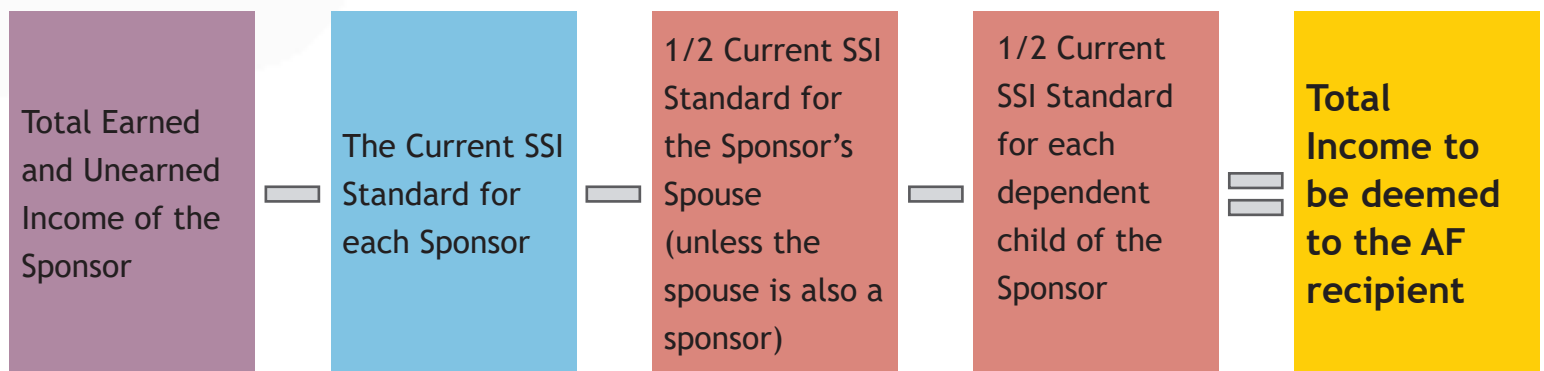 Total Earned
and Unearned
Income of the
Sponsor
The Current SSI
Standard for
each Sponsor
1/2 Current SSI
Standard for
the Sponsor’s
Spouse
(unless the
spouse is also a
sponsor)
1/2 Current
SSI Standard
for each
dependent
child of the
Sponsor
Total
Income to
be deemed
to the AF
recipient